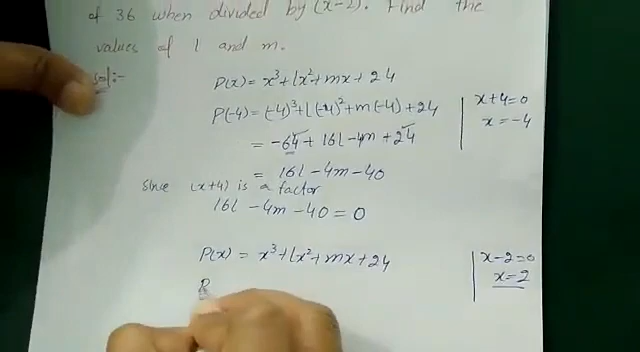 of 36 when divided by (x-2). Find the
values of l and m.
Sol:-
P(x) = x³ + lx² + mx + 24
P(-4) = (-4)³ + l(-4)² + m(-4) + 24
= -64 + 16l - 4m + 24
= 16l - 4m - 40
x + 4 = 0
x = -4
Since (x+4) is a factor
16l - 4m - 40 = 0
P(x) = x³ + lx² + mx + 24
P
x - 2 = 0
x = 2